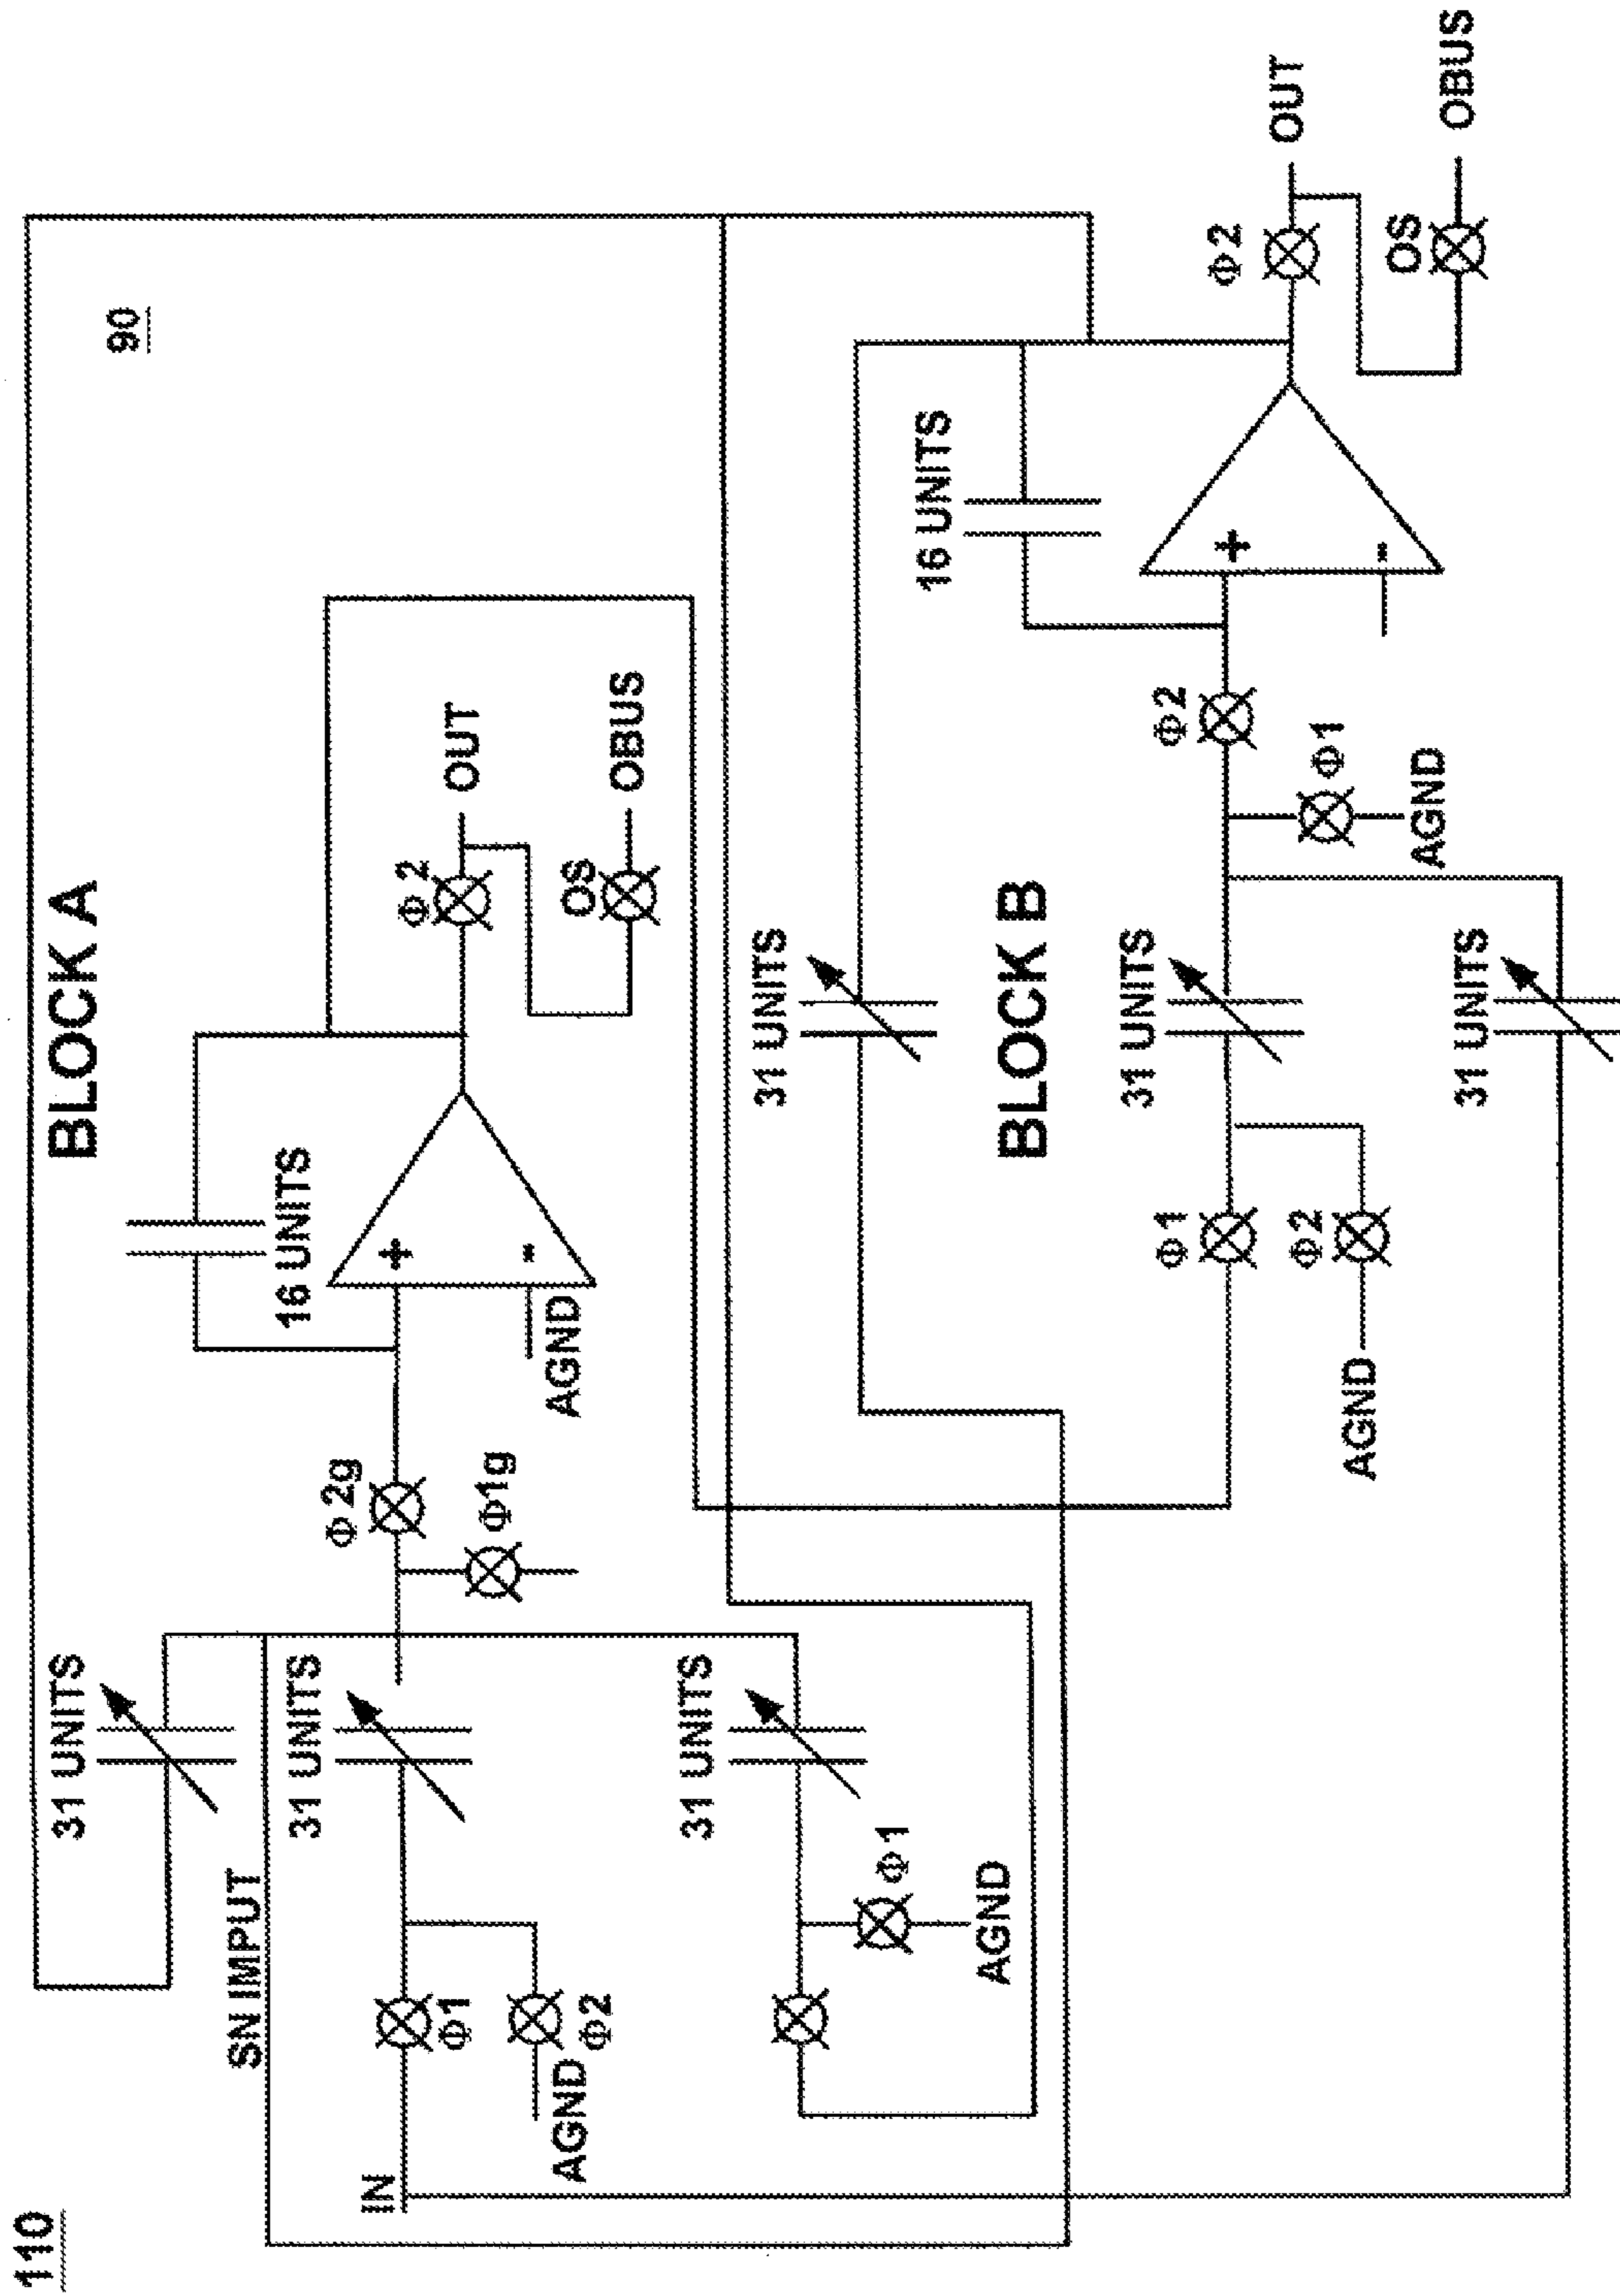 110
90
BLOCK A
31 UNITS
SN IMPUT
31 UNITS
31 UNITS
IN
Φ1
Φ2
AGND
Φ1
AGND
Φ2g
Φ1g
16 UNITS
+
-
AGND
Φ2
OUT
OS
OBUS
BLOCK B
31 UNITS
31 UNITS
31 UNITS
Φ1
Φ2
AGND
Φ2
Φ1
AGND
16 UNITS
+
-
Φ2
OUT
OS
OBUS